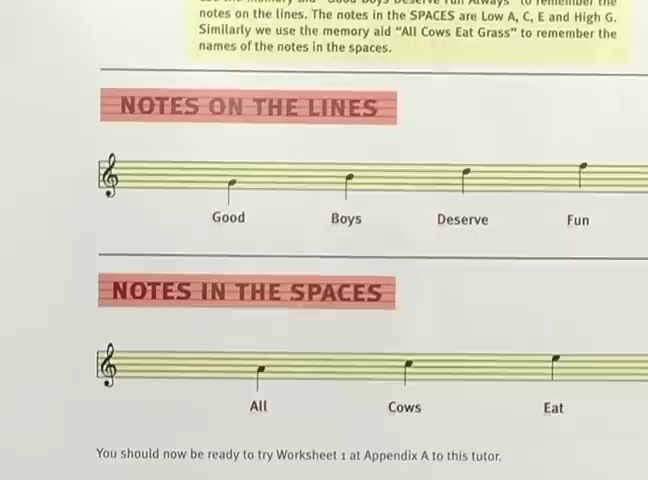 notes on the lines. The notes in the SPACES are Low A, C, E and High G.
Similarly we use the memory aid “All Cows Eat Grass” to remember the
names of the notes in the spaces.
NOTES ON THE LINES
Good Boys Deserve Fun
NOTES IN THE SPACES
All Cows Eat
You should now be ready to try Worksheet 1 at Appendix A to this tutor.